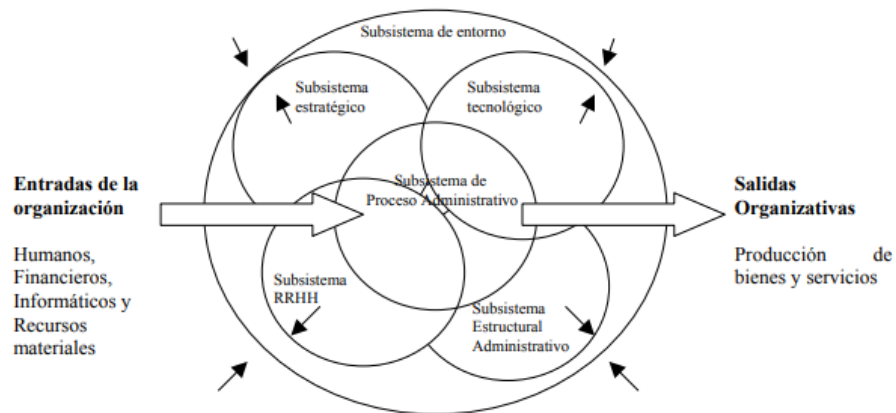 Subsistema de entorno
Subsistema
estratégico
Subsistema
tecnológico
Entradas de la
organización
Humanos,
Financieros,
Informáticos y
Recursos
materiales
Subsistema de
Proceso Administrativo
Salidas
Organizativas
Producción de
bienes y servicios
Subsistema
RRHH
Subsistema
Estructural
Administrativo